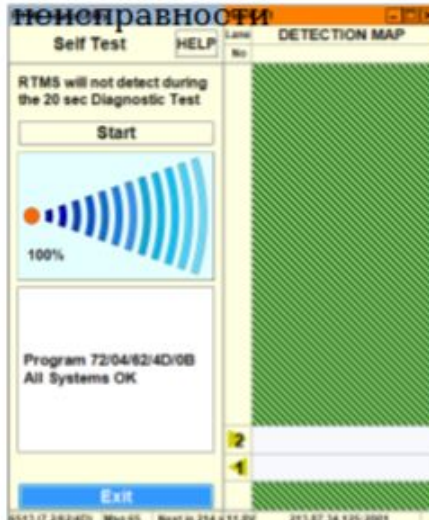 неисправности
Self Test
HELP
Lane
No
DETECTION MAP
RTMS will not detect during
the 20 sec Diagnostic Test
Start
100%
Program 72/04/62/4D/0B
All Systems OK
2
1
Exit